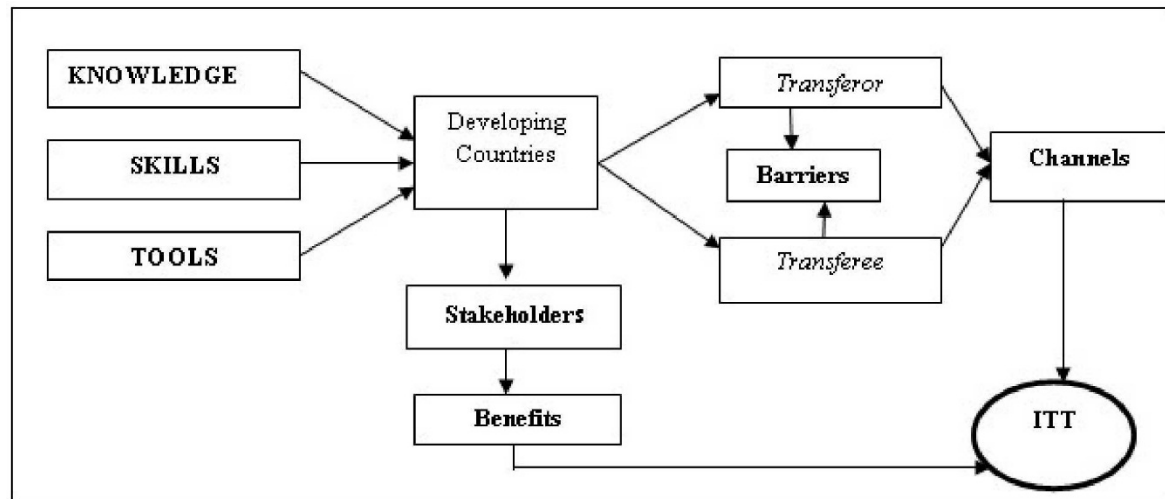 KNOWLEDGE
SKILLS
TOOLS
Developing
Countries
Stakeholders
Benefits
Transferor
Barriers
Transferee
Channels
ITT